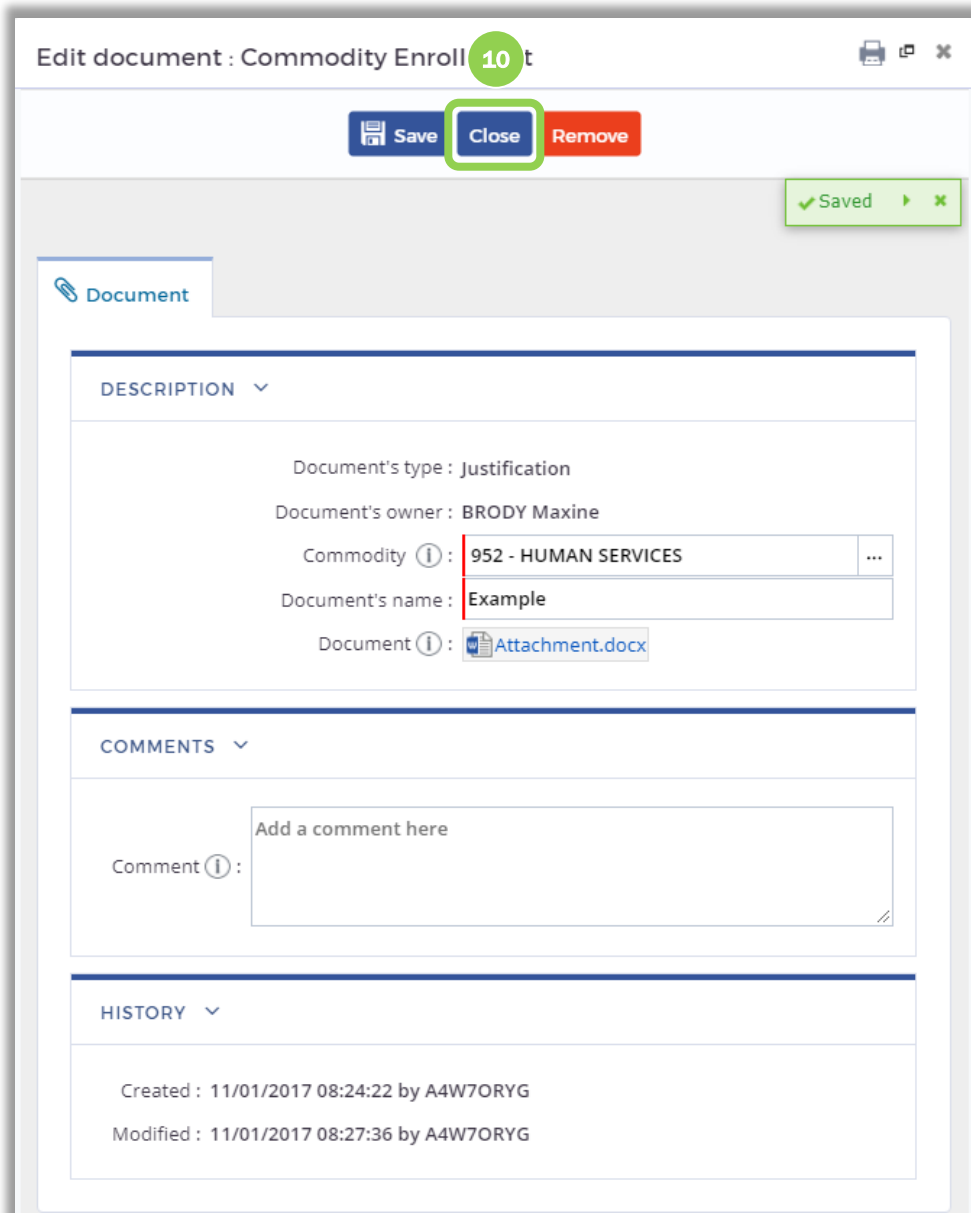 Edit document : Commodity Enroll t
10
Save Close Remove
Saved
Document
DESCRIPTION
Document's type : Justification
Document's owner : BRODY Maxine
Commodity i : 952 - HUMAN SERVICES ...
Document's name : Example
Document i : Attachment.docx
COMMENTS
Add a comment here
Comment i :
HISTORY
Created : 11/01/2017 08:24:22 by A4W7ORYG
Modified : 11/01/2017 08:27:36 by A4W7ORYG